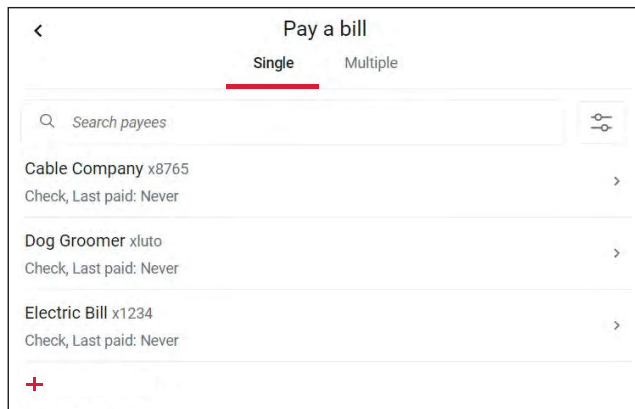 Pay a bill
Single Multiple
Search payees
Cable Company x8765
Check, Last paid: Never
Dog Groomer xluto
Check, Last paid: Never
Electric Bill x1234
Check, Last paid: Never